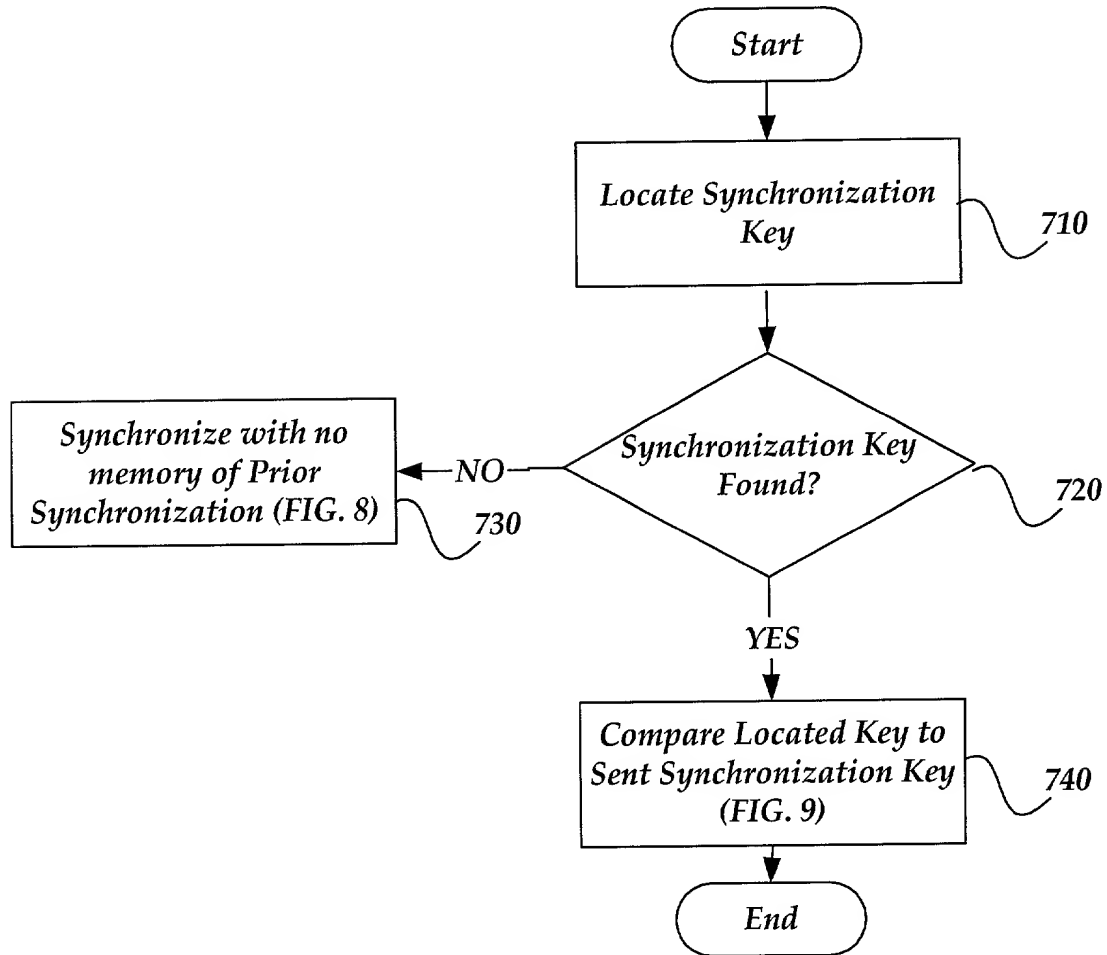 Start
Locate Synchronization
Key
710
Synchronization Key
Found?
720
NO
Synchronize with no
memory of Prior
Synchronization (FIG. 8)
730
YES
Compare Located Key to
Sent Synchronization Key
(FIG. 9)
740
End